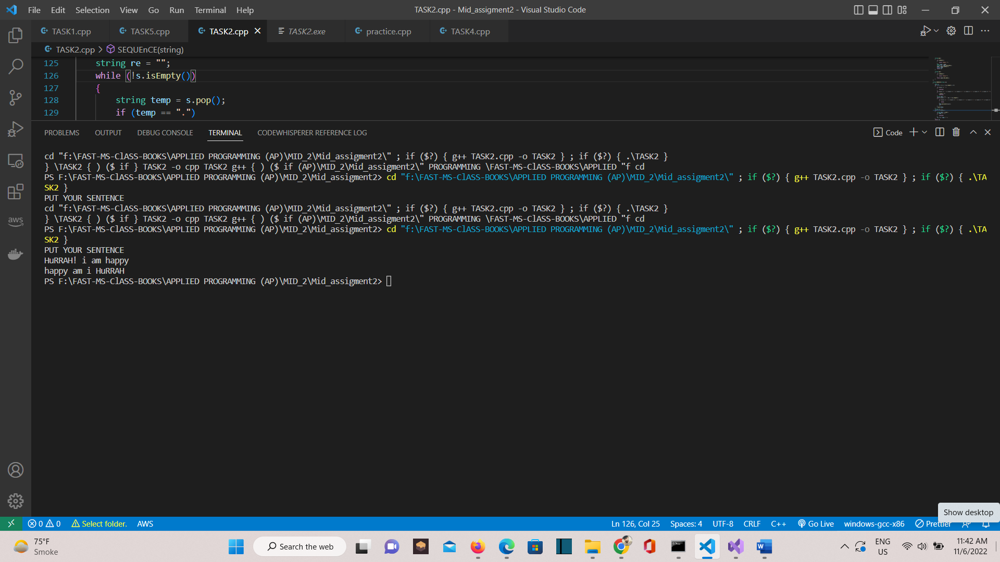 File Edit Selection View Go Run Terminal Help
TASK2.cpp - Mid_assigment2 - Visual Studio Code
TASK1.cpp TASK5.cpp TASK2.cpp TASK2.exe practice.cpp TASK4.cpp
TASK2.cpp > SEQUEnCE(string)
125 string re = "";
126 while (!s.isEmpty())
127 {
128 string temp = s.pop();
129 if (temp == ".")
PROBLEMS OUTPUT DEBUG CONSOLE TERMINAL CODEWHISPERER REFERENCE LOG
Code
cd "f:\FAST-MS-ClASS-BOOKS\APPLIED PROGRAMMING (AP)\MID_2\Mid_assigment2\" ; if ($?) { g++ TASK2.cpp -o TASK2 } ; if ($?) { .\TASK2 }
} \TASK2 { ) ($ if } TASK2 -o cpp TASK2 g++ { ) ($ if (AP)\MID_2\Mid_assigment2\" PROGRAMMING \FAST-MS-ClASS-BOOKS\APPLIED "f cd
PS F:\FAST-MS-ClASS-BOOKS\APPLIED PROGRAMMING (AP)\MID_2\Mid_assigment2> cd "f:\FAST-MS-ClASS-BOOKS\APPLIED PROGRAMMING (AP)\MID_2\Mid_assigment2\" ; if ($?) { g++ TASK2.cpp -o TASK2 } ; if ($?) { .\TA
SK2 }
PUT YOUR SENTENCE
cd "f:\FAST-MS-ClASS-BOOKS\APPLIED PROGRAMMING (AP)\MID_2\Mid_assigment2\" ; if ($?) { g++ TASK2.cpp -o TASK2 } ; if ($?) { .\TASK2 }
} \TASK2 { ) ($ if } TASK2 -o cpp TASK2 g++ { ) ($ if (AP)\MID_2\Mid_assigment2\" PROGRAMMING \FAST-MS-ClASS-BOOKS\APPLIED "f cd
PS F:\FAST-MS-ClASS-BOOKS\APPLIED PROGRAMMING (AP)\MID_2\Mid_assigment2> cd "f:\FAST-MS-ClASS-BOOKS\APPLIED PROGRAMMING (AP)\MID_2\Mid_assigment2\" ; if ($?) { g++ TASK2.cpp -o TASK2 } ; if ($?) { .\TA
SK2 }
PUT YOUR SENTENCE
HuRRAH! i am happy
happy am i HuRRAH
PS F:\FAST-MS-ClASS-BOOKS\APPLIED PROGRAMMING (AP)\MID_2\Mid_assigment2>
aws
Show desktop
0 0 Select folder. AWS
Ln 126, Col 25 Spaces: 4 UTF-8 CRLF C++ Go Live windows-gcc-x86 Prettier
75°F
Smoke
Search the web
ENG
US
11:42 AM
11/6/2022